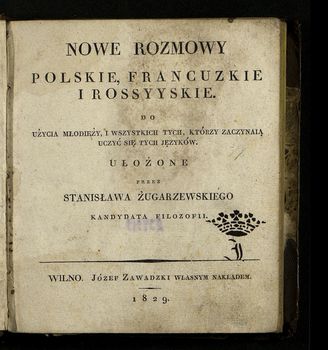 NOWE ROZMOWY
POLSKIE, FRANCUZKIE
I ROSSYYSKIE.
DO
UŻYCIA MŁODZIEŻY, I WSZYSTKICH TYCH, KTÓRZY ZACZYNAIĄ
UCZYĆ SIĘ TYCH JĘZYKÓW.
UŁOŻONE
PRZEZ
STANISŁAWA ŻUGARZEWSKIEGO
KANDYDATA FILOZOFII.
WILNO. Józef Zawadzki własnym nakładem.
1829.